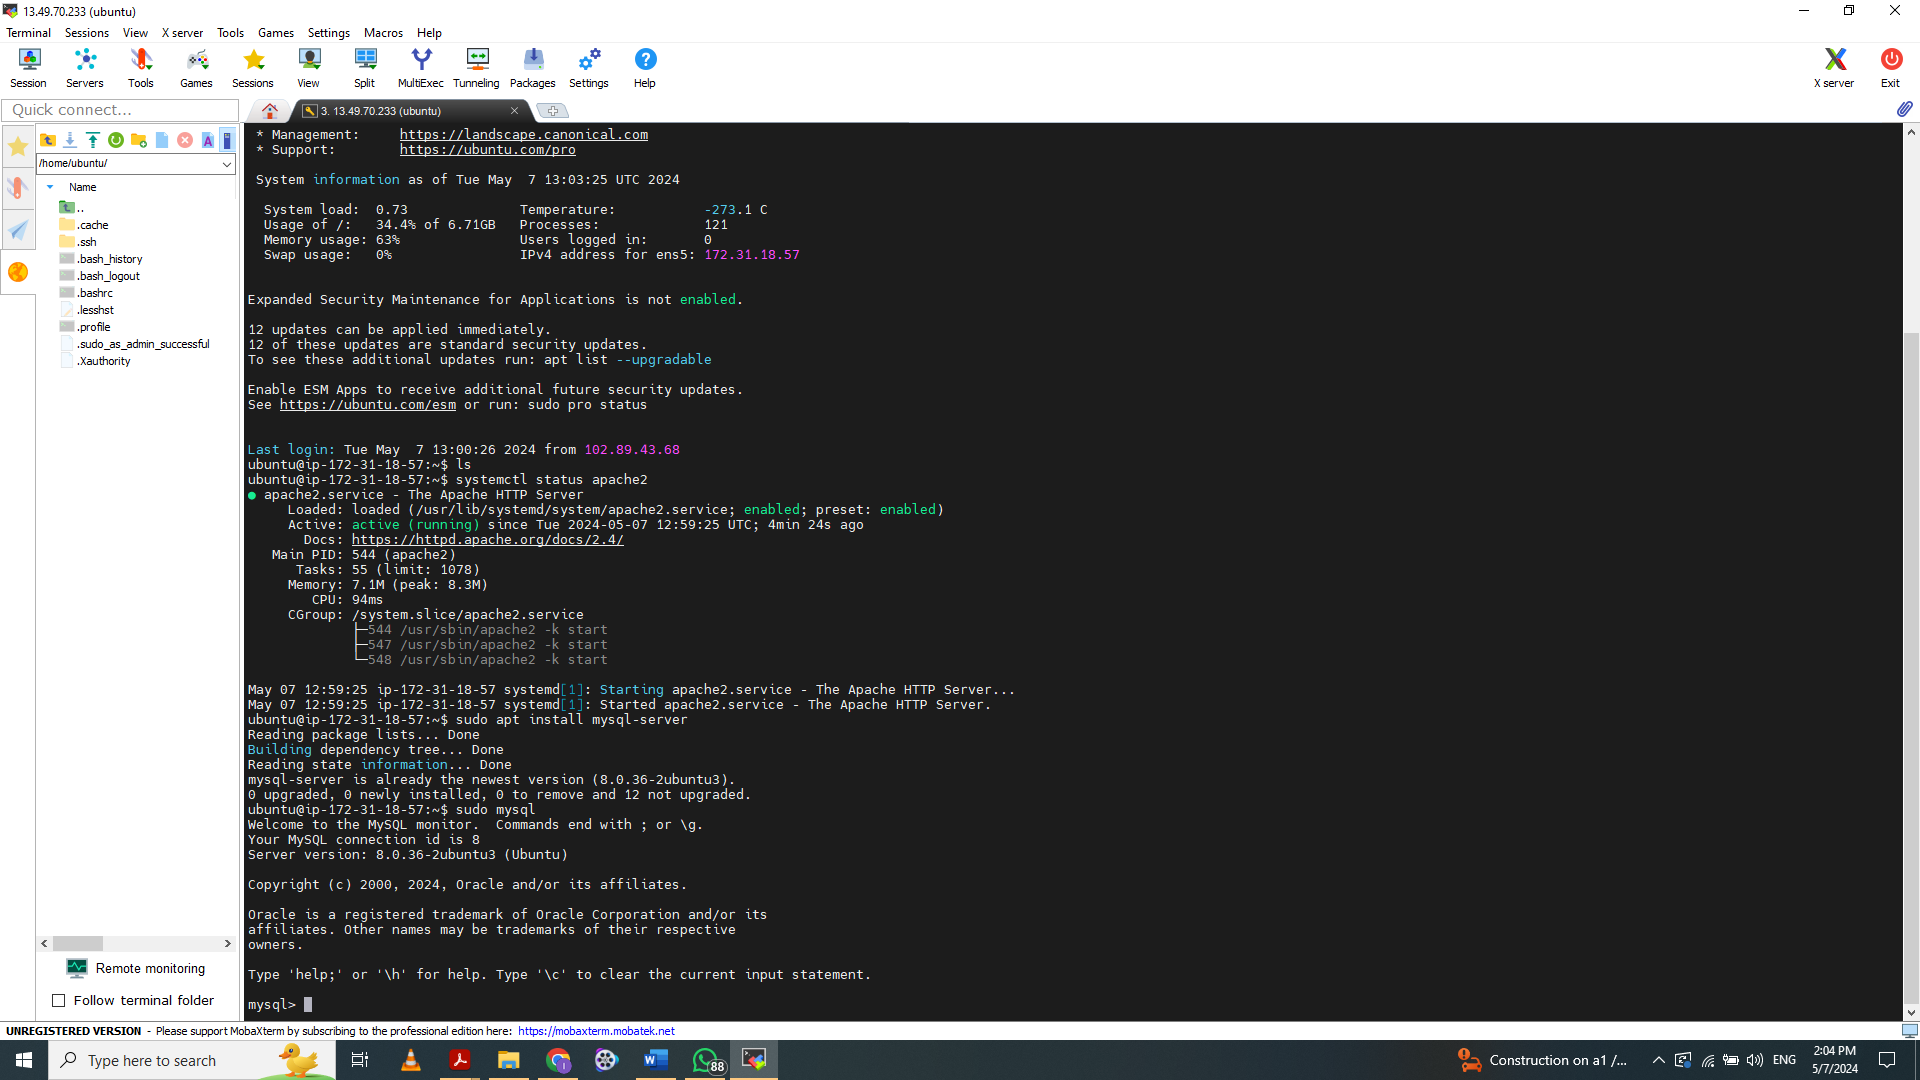 13.49.70.233 (ubuntu)
Terminal Sessions View X server Tools Games Settings Macros Help
Session Servers Tools Games Sessions View Split MultiExec Tunneling Packages Settings Help X server Exit
Quick connect...
3. 13.49.70.233 (ubuntu)
/home/ubuntu/
Name
..
.cache
.ssh
.bash_history
.bash_logout
.bashrc
.lesshst
.profile
.sudo_as_admin_successful
.Xauthority
Remote monitoring
Follow terminal folder
* Management: https://landscape.canonical.com
* Support: https://ubuntu.com/pro
System information as of Tue May  7 13:03:25 UTC 2024
System load: 0.73 Temperature: -273.1 C
Usage of /: 34.4% of 6.71GB Processes: 121
Memory usage: 63% Users logged in: 0
Swap usage: 0% IPv4 address for ens5: 172.31.18.57
Expanded Security Maintenance for Applications is not enabled.
12 updates can be applied immediately.
12 of these updates are standard security updates.
To see these additional updates run: apt list --upgradable
Enable ESM Apps to receive additional future security updates.
See https://ubuntu.com/esm or run: sudo pro status
Last login: Tue May  7 13:00:26 2024 from 102.89.43.68
ubuntu@ip-172-31-18-57:~$ ls
ubuntu@ip-172-31-18-57:~$ systemctl status apache2
● apache2.service - The Apache HTTP Server
Loaded: loaded (/usr/lib/systemd/system/apache2.service; enabled; preset: enabled)
Active: active (running) since Tue 2024-05-07 12:59:25 UTC; 4min 24s ago
Docs: https://httpd.apache.org/docs/2.4/
Main PID: 544 (apache2)
Tasks: 55 (limit: 1078)
Memory: 7.1M (peak: 8.3M)
CPU: 94ms
CGroup: /system.slice/apache2.service
├─544 /usr/sbin/apache2 -k start
├─547 /usr/sbin/apache2 -k start
└─548 /usr/sbin/apache2 -k start
May 07 12:59:25 ip-172-31-18-57 systemd[1]: Starting apache2.service - The Apache HTTP Server...
May 07 12:59:25 ip-172-31-18-57 systemd[1]: Started apache2.service - The Apache HTTP Server.
ubuntu@ip-172-31-18-57:~$ sudo apt install mysql-server
Reading package lists... Done
Building dependency tree... Done
Reading state information... Done
mysql-server is already the newest version (8.0.36-2ubuntu3).
0 upgraded, 0 newly installed, 0 to remove and 12 not upgraded.
ubuntu@ip-172-31-18-57:~$ sudo mysql
Welcome to the MySQL monitor.  Commands end with ; or \g.
Your MySQL connection id is 8
Server version: 8.0.36-2ubuntu3 (Ubuntu)
Copyright (c) 2000, 2024, Oracle and/or its affiliates.
Oracle is a registered trademark of Oracle Corporation and/or its
affiliates. Other names may be trademarks of their respective
owners.
Type 'help;' or '\h' for help. Type '\c' to clear the current input statement.
mysql>
UNREGISTERED VERSION - Please support MobaXterm by subscribing to the professional edition here: https://mobaxterm.mobatek.net
Type here to search
88
Construction on a1 /...
ENG
2:04 PM
5/7/2024